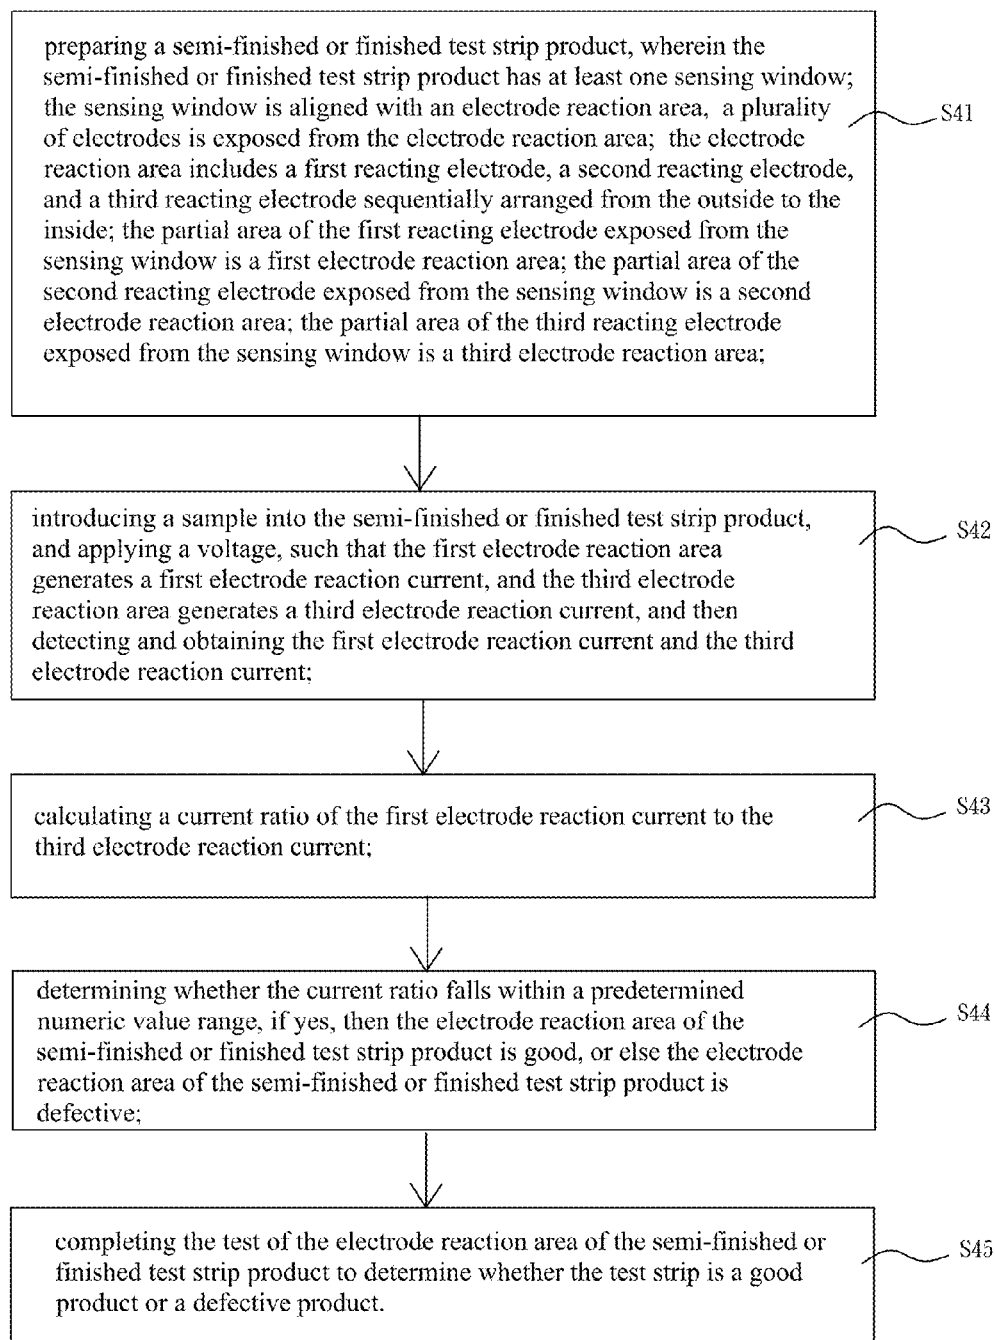 preparing a semi-finished or finished test strip product, wherein the
semi-finished or finished test strip product has at least one sensing window;
the sensing window is aligned with an electrode reaction area, a plurality
of electrodes is exposed from the electrode reaction area; the electrode
reaction area includes a first reacting electrode, a second reacting electrode,
and a third reacting electrode sequentially arranged from the outside to the
inside; the partial area of the first reacting electrode exposed from the
sensing window is a first electrode reaction area; the partial area of the
second reacting electrode exposed from the sensing window is a second
electrode reaction area; the partial area of the third reacting electrode
exposed from the sensing window is a third electrode reaction area;
S41
introducing a sample into the semi-finished or finished test strip product,
and applying a voltage, such that the first electrode reaction area
generates a first electrode reaction current, and the third electrode
reaction area generates a third electrode reaction current, and then
detecting and obtaining the first electrode reaction current and the third
electrode reaction current;
S42
calculating a current ratio of the first electrode reaction current to the
third electrode reaction current;
S43
determining whether the current ratio falls within a predetermined
numeric value range, if yes, then the electrode reaction area of the
semi-finished or finished test strip product is good, or else the electrode
reaction area of the semi-finished or finished test strip product is
defective;
S44
completing the test of the electrode reaction area of the semi-finished or
finished test strip product to determine whether the test strip is a good
product or a defective product.
S45